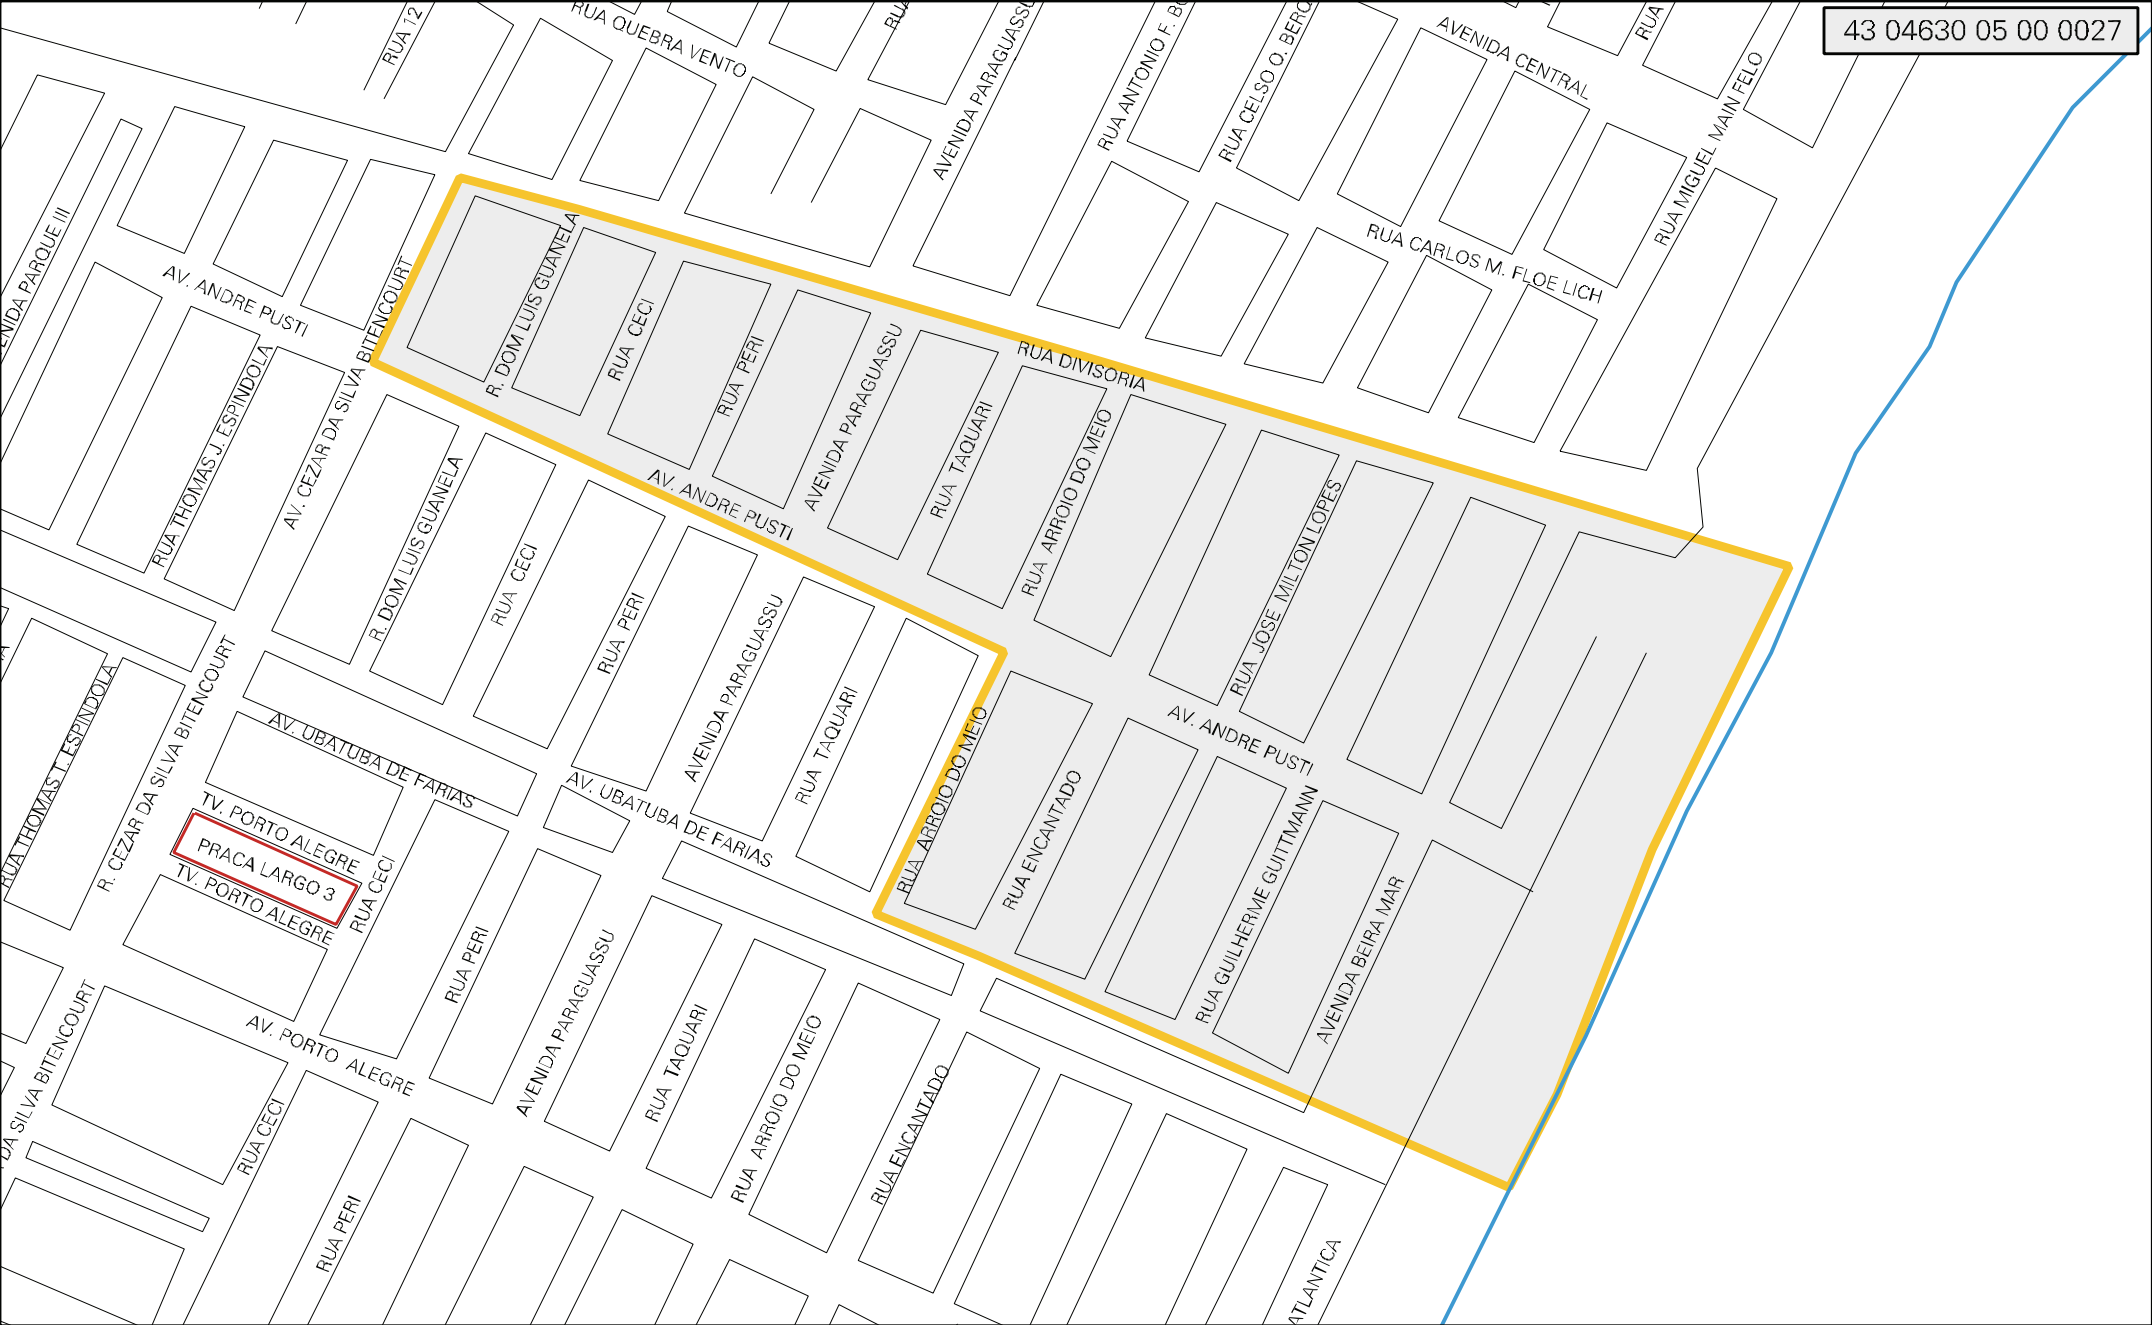 43 04630 05 00 0027
RUA 12
RUA QUEBRA VENTO
RUA
AVENIDA PARAGUASSU
RUA ANTONIO F.
RUA CELSO Q.
AVENIDA CENTRAL
RUA
RUA MIGUEL MAIN FELO
RUA CARLOS M. FLOE LICH
PARQUE III
AV. ANDRE PUSTI
RUA THOMAS J. ESPINDOLA
AV. CEZAR DA SILVA BITENCOURT
R. DOM LUIS GUANELA
RUA CECI
RUA PERI
AVENIDA PARAGUASSU
RUA TAQUARI
RUA DIVISORIA
RUA ARROIO DO MEIO
RUA JOSE MILTON LOPES
AV. ANDRE PUSTI
R. DOM LUIS GUANELA
RUA CECI
RUA PERI
AVENIDA PARAGUASSU
RUA TAQUARI
RUA ARROIO DO MEIO
RUA ENCANTADO
AV. ANDRE PUSTI
RUA GUILHERME GUITTMANN
AVENIDA BEIRA MAR
RUA THOMAS T. ESPINDOLA
R. CEZAR DA SILVA BITENCOURT
AV. UBATUBA DE FARIAS
AV. UBATUBA DE FARIAS
TV. PORTO ALEGRE
PRACA LARGO 3
TV. PORTO ALEGRE
RUA CECI
RUA PERI
AVENIDA PARAGUASSU
RUA TAQUARI
RUA ARROIO DO MEIO
RUA ENCANTADO
DA SILVA BITENCOURT
AV. PORTO ALEGRE
RUA CECI
RUA PERI
ATLANTICA